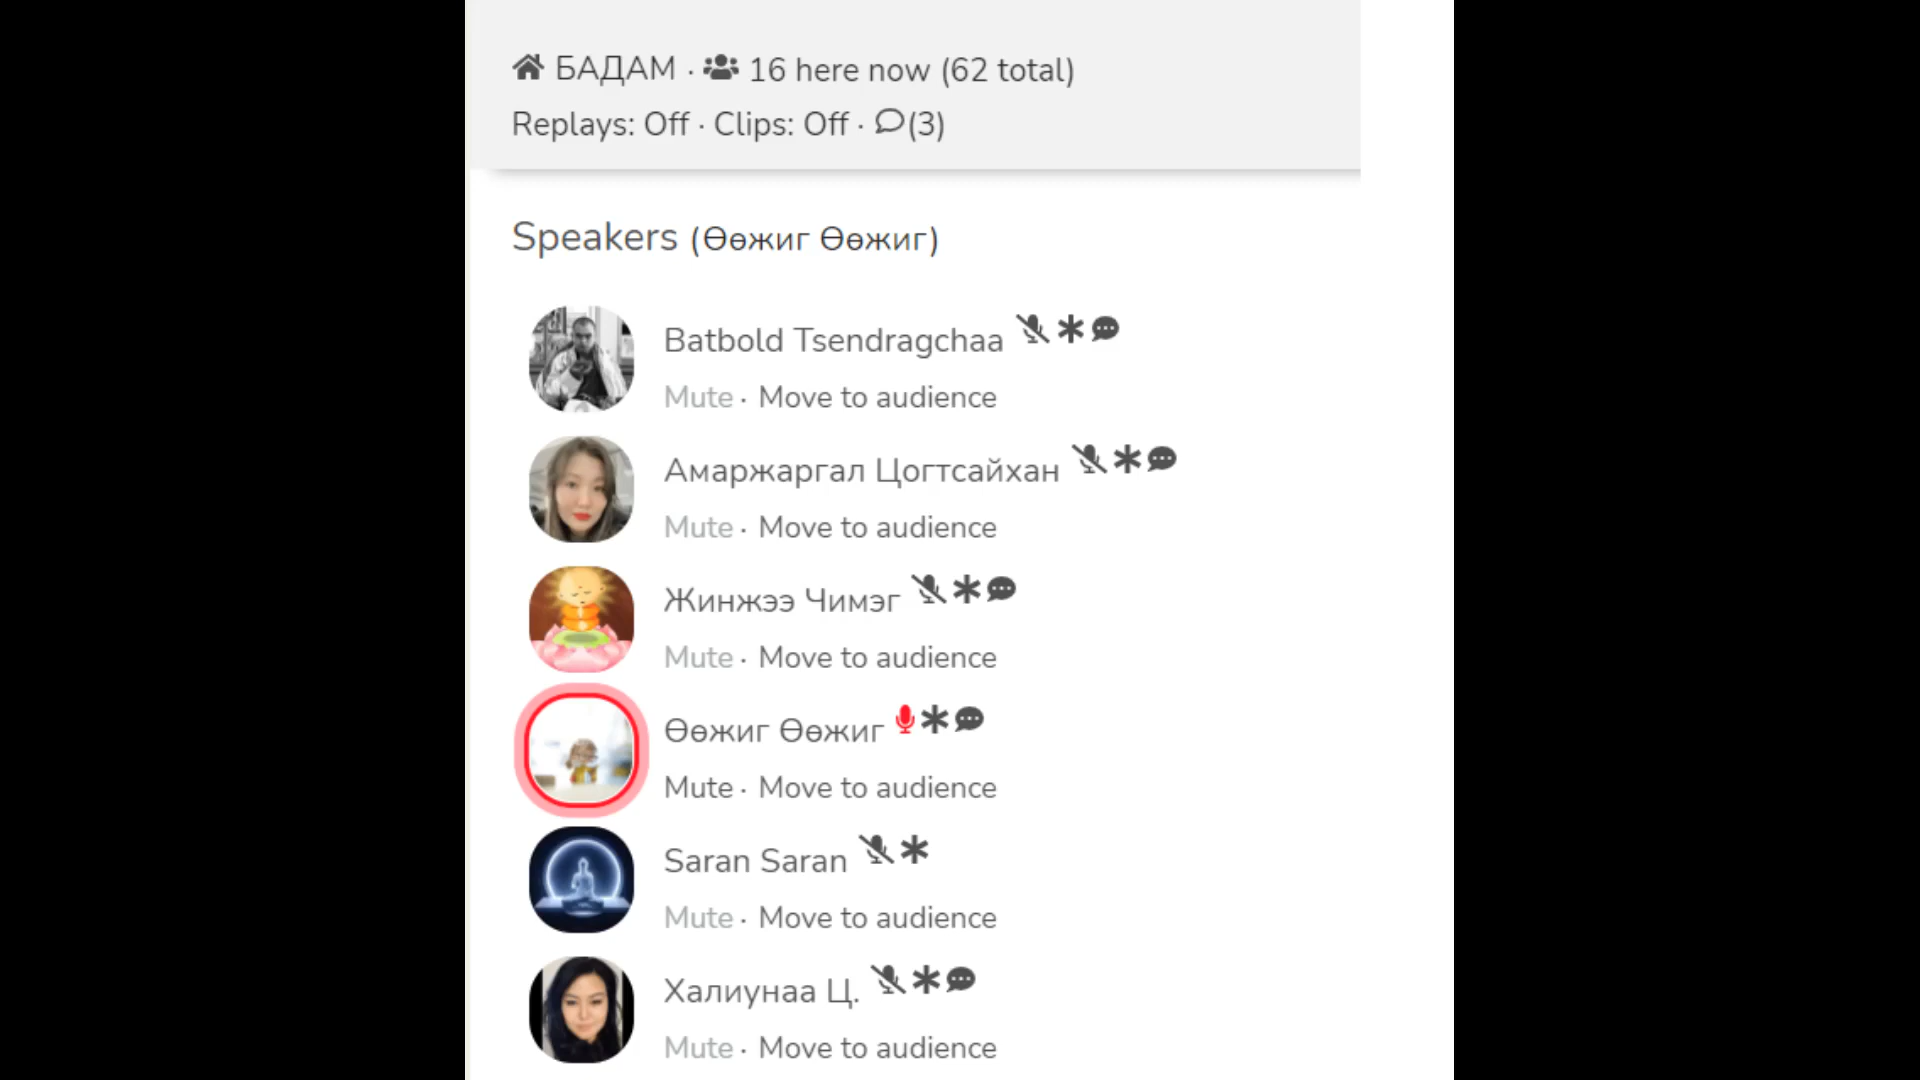 БАДАМ · 16 here now (62 total)
Replays: Off · Clips: Off · (3)
Speakers (Өөжиг Өөжиг)
Batbold Tsendragchaa
Mute · Move to audience
Амаржаргал Цогтсайхан
Mute · Move to audience
Жинжээ Чимэг
Mute · Move to audience
Өөжиг Өөжиг
Mute · Move to audience
Saran Saran
Mute · Move to audience
Халиунаа Ц.
Mute · Move to audience